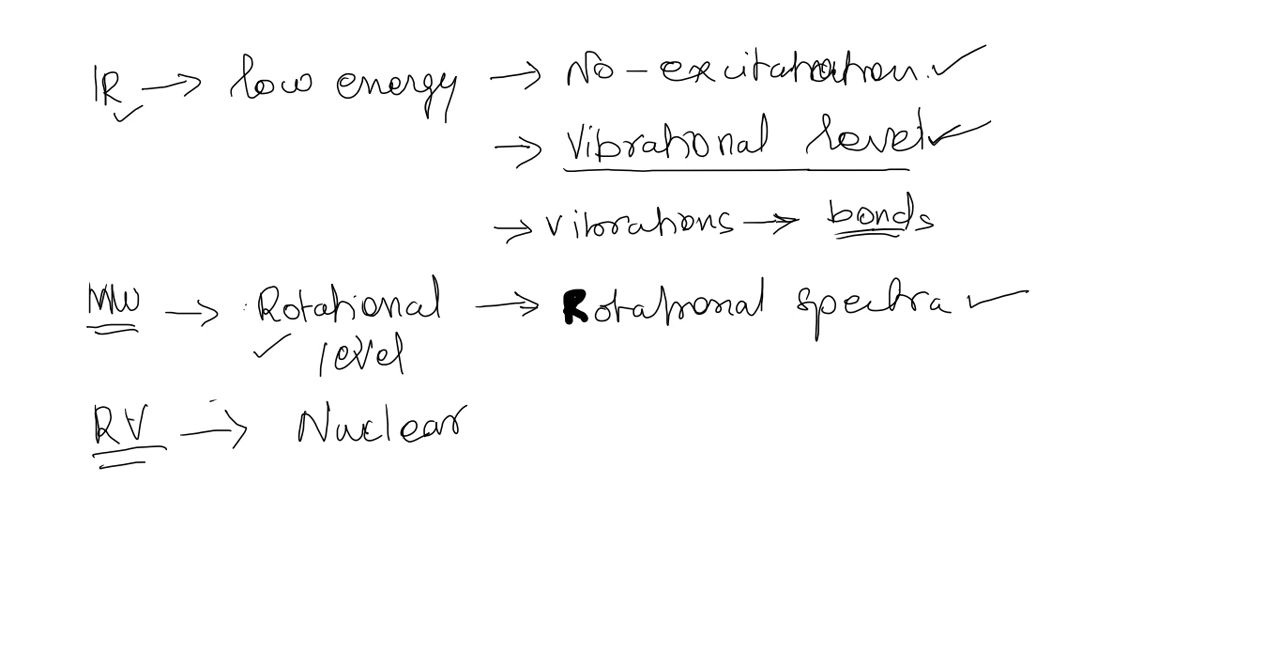 IR → low energy → No-excitation. ✓
→ Vibrational level ✓
→ Vibrations → bonds
MW → Rotational → Rotational spectra ✓
level
RV → Nuclear